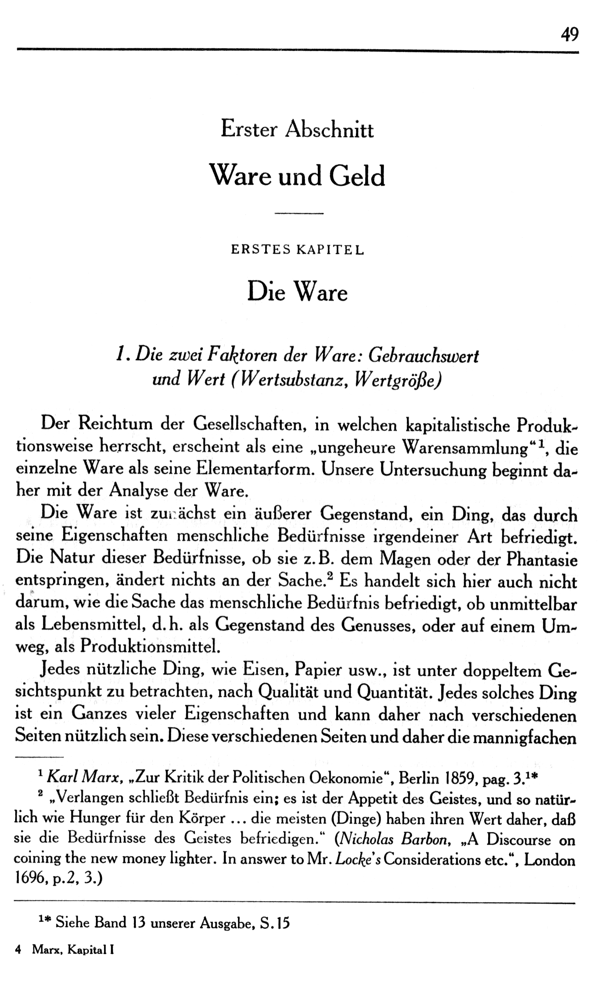 49
Erster Abschnitt
Ware und Geld
ERSTES KAPITEL
Die Ware
1. Die zwei Faktoren der Ware: Gebrauchswert
und Wert (Wertsubstanz, Wertgröße)
Der Reichtum der Gesellschaften, in welchen kapitalistische Produk-
tionsweise herrscht, erscheint als eine „ungeheure Warensammlung“¹, die
einzelne Ware als seine Elementarform. Unsere Untersuchung beginnt da-
her mit der Analyse der Ware.
Die Ware ist zunächst ein äußerer Gegenstand, ein Ding, das durch
seine Eigenschaften menschliche Bedürfnisse irgendeiner Art befriedigt.
Die Natur dieser Bedürfnisse, ob sie z.B. dem Magen oder der Phantasie
entspringen, ändert nichts an der Sache.² Es handelt sich hier auch nicht
darum, wie die Sache das menschliche Bedürfnis befriedigt, ob unmittelbar
als Lebensmittel, d.h. als Gegenstand des Genusses, oder auf einem Um-
weg, als Produktionsmittel.
Jedes nützliche Ding, wie Eisen, Papier usw., ist unter doppeltem Ge-
sichtspunkt zu betrachten, nach Qualität und Quantität. Jedes solches Ding
ist ein Ganzes vieler Eigenschaften und kann daher nach verschiedenen
Seiten nützlich sein. Diese verschiedenen Seiten und daher die mannigfachen
¹ Karl Marx, „Zur Kritik der Politischen Oekonomie“, Berlin 1859, pag. 3.¹*
² „Verlangen schließt Bedürfnis ein; es ist der Appetit des Geistes, und so natür-
lich wie Hunger für den Körper ... die meisten (Dinge) haben ihren Wert daher, daß
sie die Bedürfnisse des Geistes befriedigen.“ (Nicholas Barbon, „A Discourse on
coining the new money lighter. In answer to Mr. Locke's Considerations etc.“, London
1696, p.2, 3.)
¹* Siehe Band 13 unserer Ausgabe, S.15
4 Marx, Kapital I